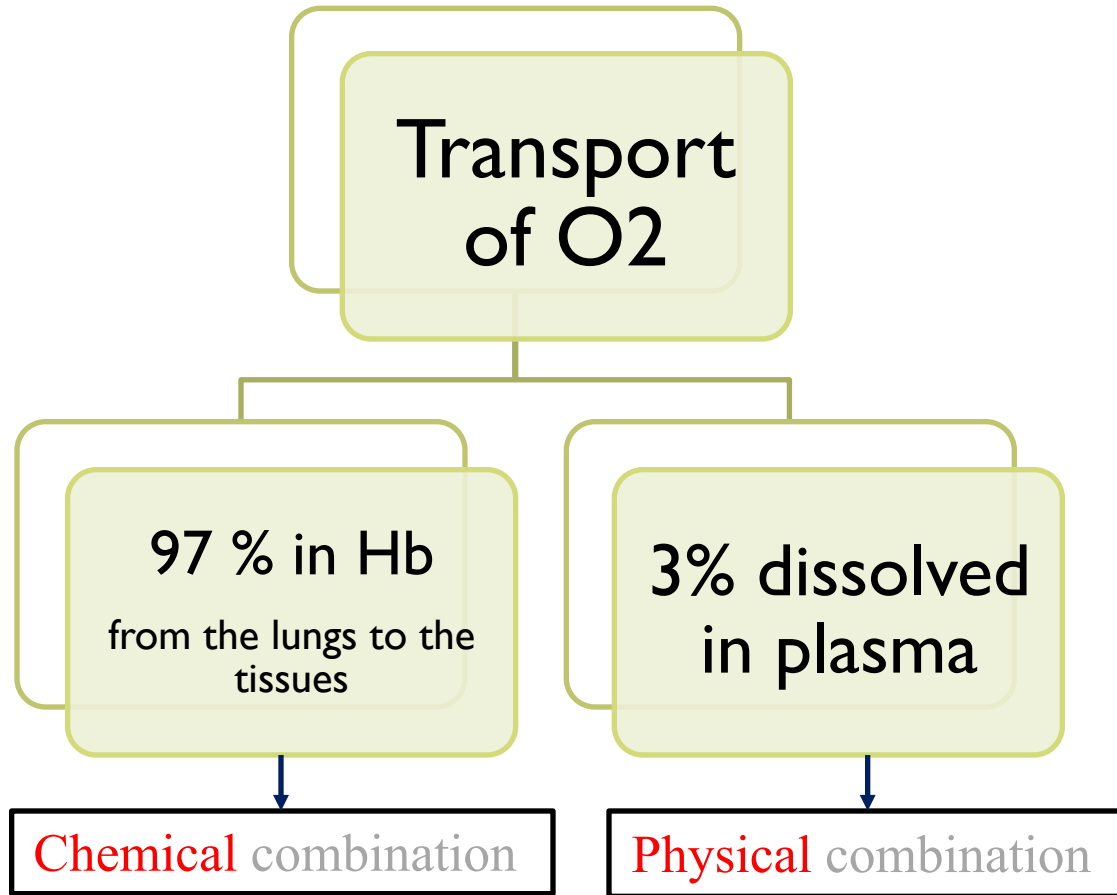 Transport
of O2
97 % in Hb
from the lungs to the
tissues
3% dissolved
in plasma
Chemical combination
Physical combination